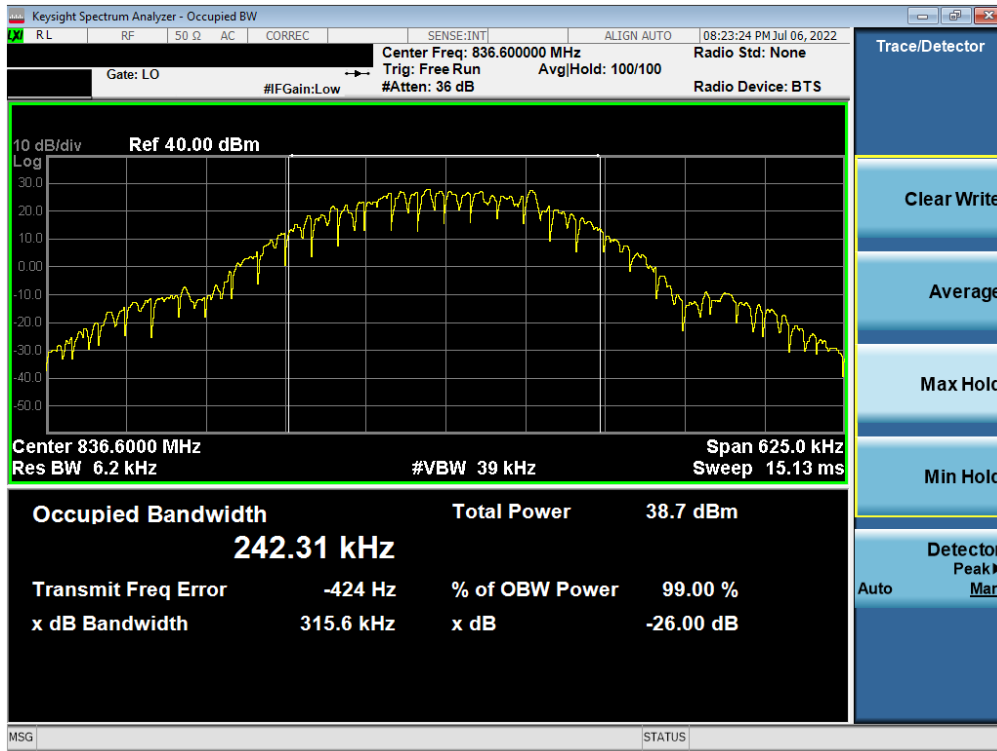 Keysight Spectrum Analyzer - Occupied BW
LXI RL RF 50 Ω AC CORREC SENSE:INT ALIGN AUTO 08:23:24 PM Jul 06, 2022
Center Freq: 836.600000 MHz Radio Std: None
Gate: LO Trig: Free Run Avg|Hold: 100/100
#IFGain:Low #Atten: 36 dB Radio Device: BTS
10 dB/div Ref 40.00 dBm
Log
30.0
20.0
10.0
0.00
-10.0
-20.0
-30.0
-40.0
-50.0
Center 836.6000 MHz Span 625.0 kHz
Res BW 6.2 kHz #VBW 39 kHz Sweep 15.13 ms
Occupied Bandwidth Total Power 38.7 dBm
242.31 kHz
Transmit Freq Error -424 Hz % of OBW Power 99.00 %
x dB Bandwidth 315.6 kHz x dB -26.00 dB
MSG STATUS
Trace/Detector
Clear Write
Average
Max Hold
Min Hold
Detector
Peak
Auto Man